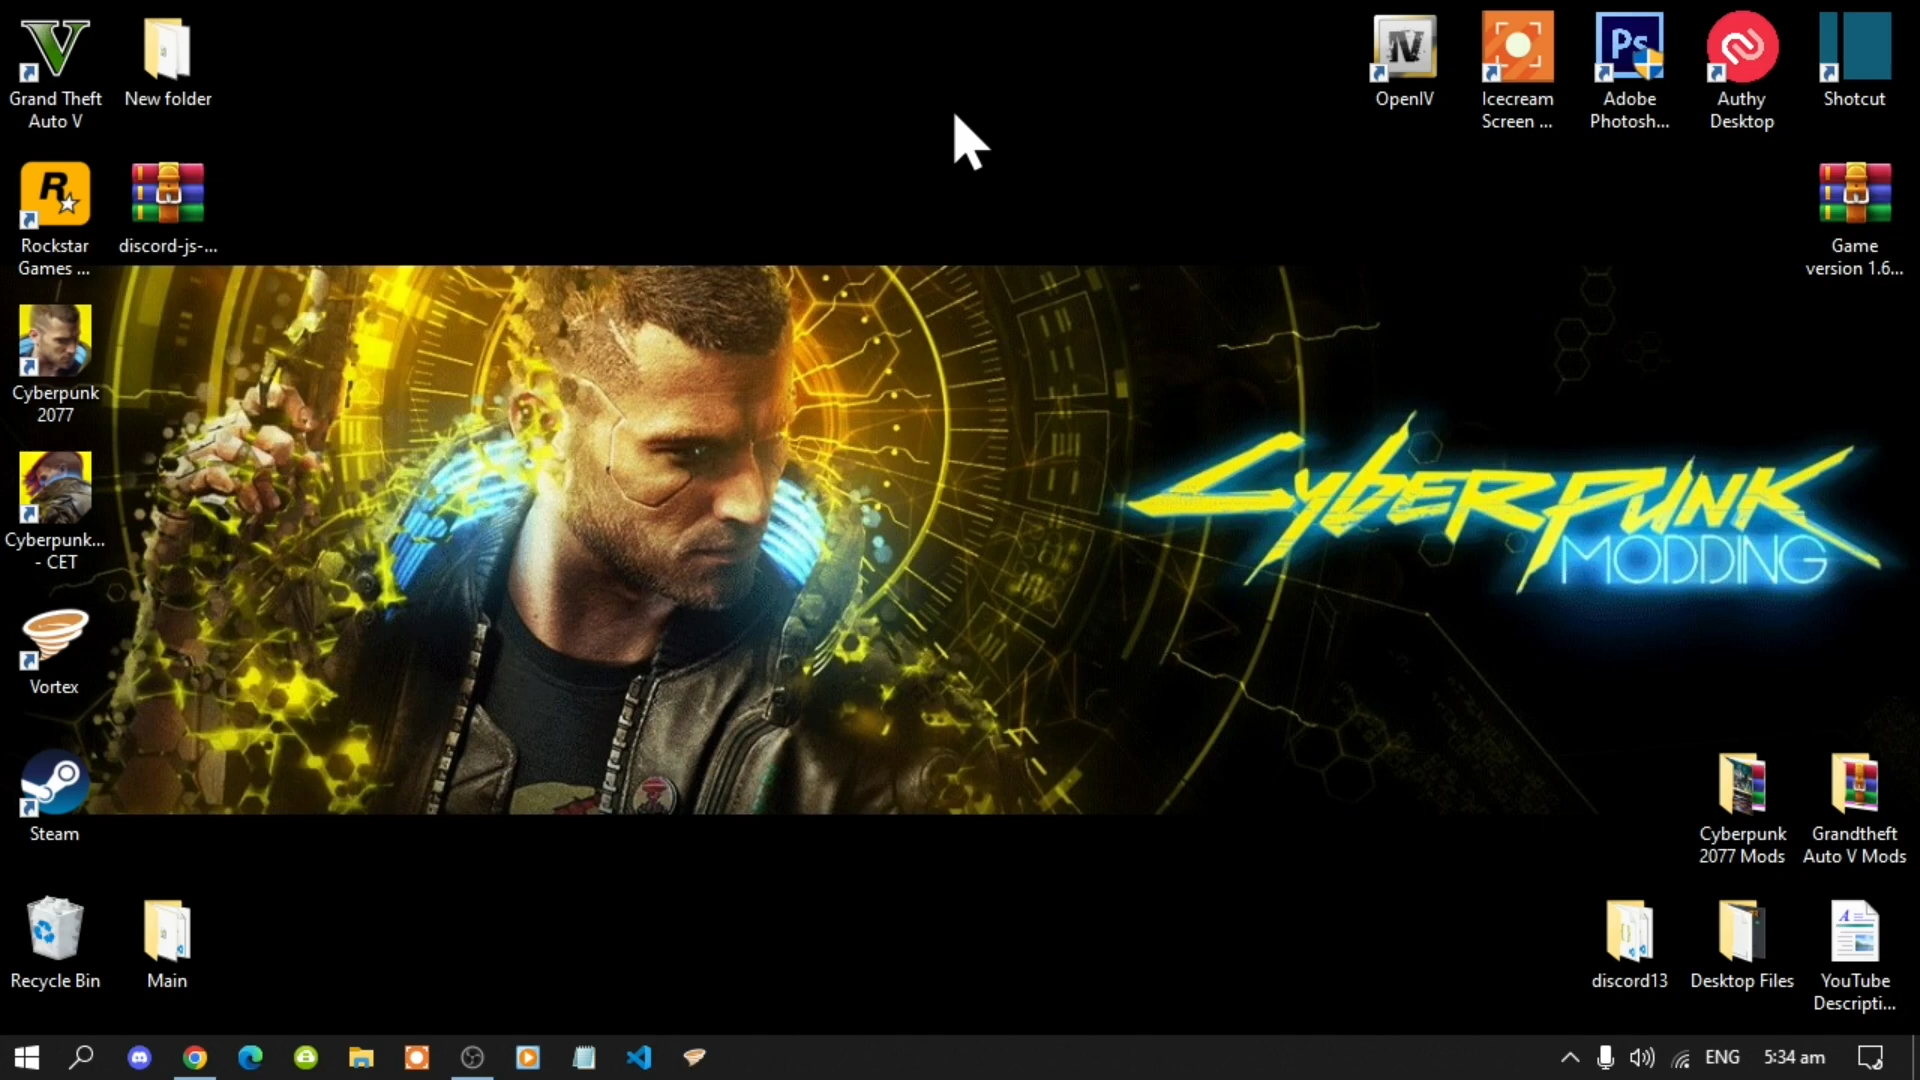 Grand Theft
Auto V
New folder
OpenIV
Icecream
Screen ...
Ps
Adobe
Photosh...
Authy
Desktop
Shotcut
R
Rockstar
Games ...
discord-js-...
Game
version 1.6...
Cyberpunk
2077
Cyberpunk...
- CET
CYBERPUNK
MODDING
Vortex
Steam
Cyberpunk
2077 Mods
Grandtheft
Auto V Mods
Recycle Bin
Main
discord13
Desktop Files
YouTube
Descripti...
ENG
5:34 am